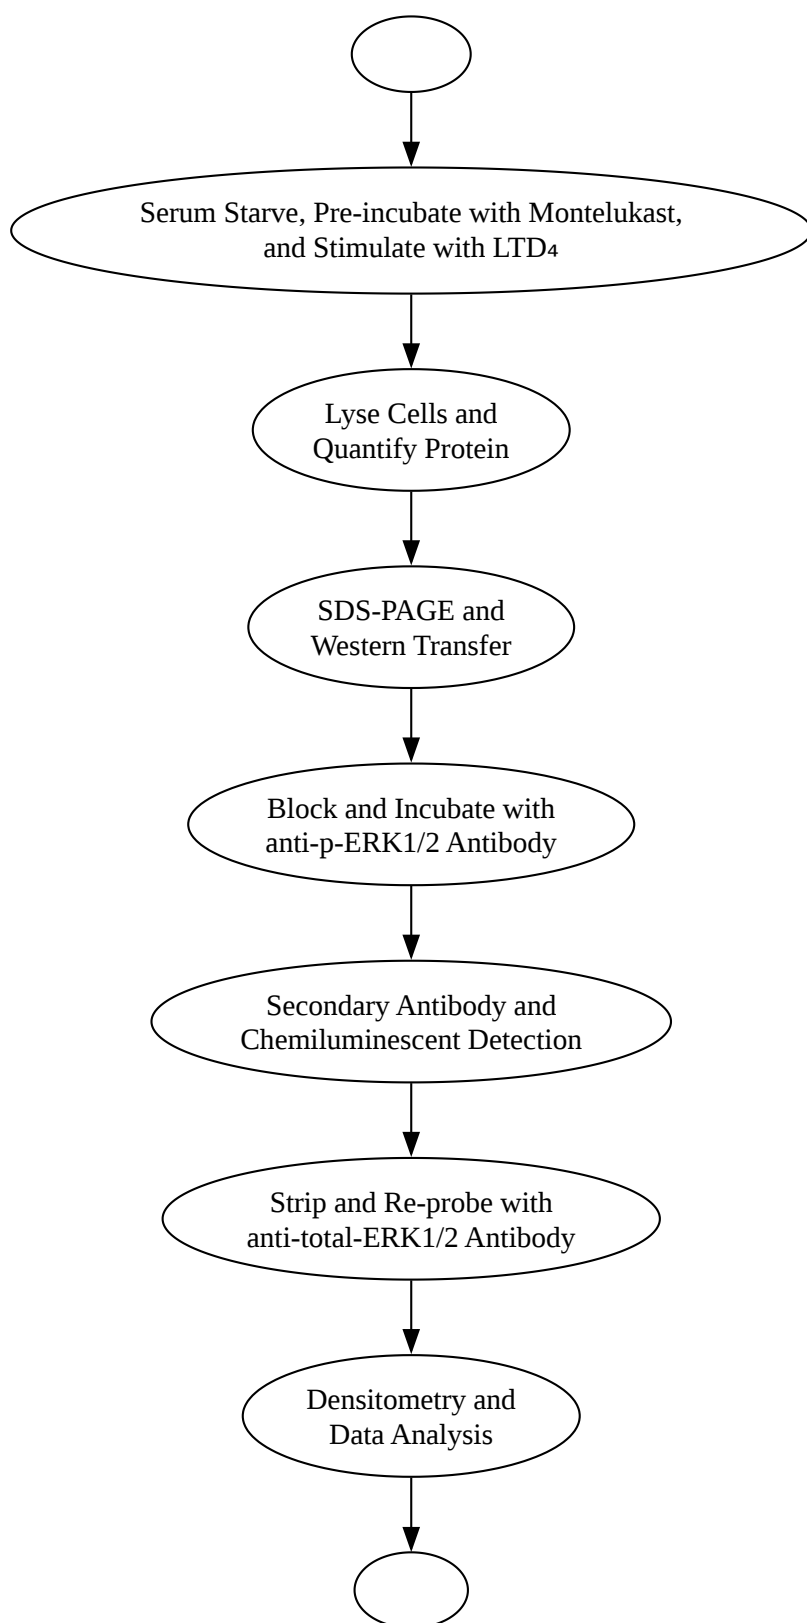 Serum Starve, Pre-incubate with Montelukast,
and Stimulate with LTD₄
Lyse Cells and
Quantify Protein
SDS-PAGE and
Western Transfer
Block and Incubate with
anti-p-ERK1/2 Antibody
Secondary Antibody and
Chemiluminescent Detection
Strip and Re-probe with
anti-total-ERK1/2 Antibody
Densitometry and
Data Analysis